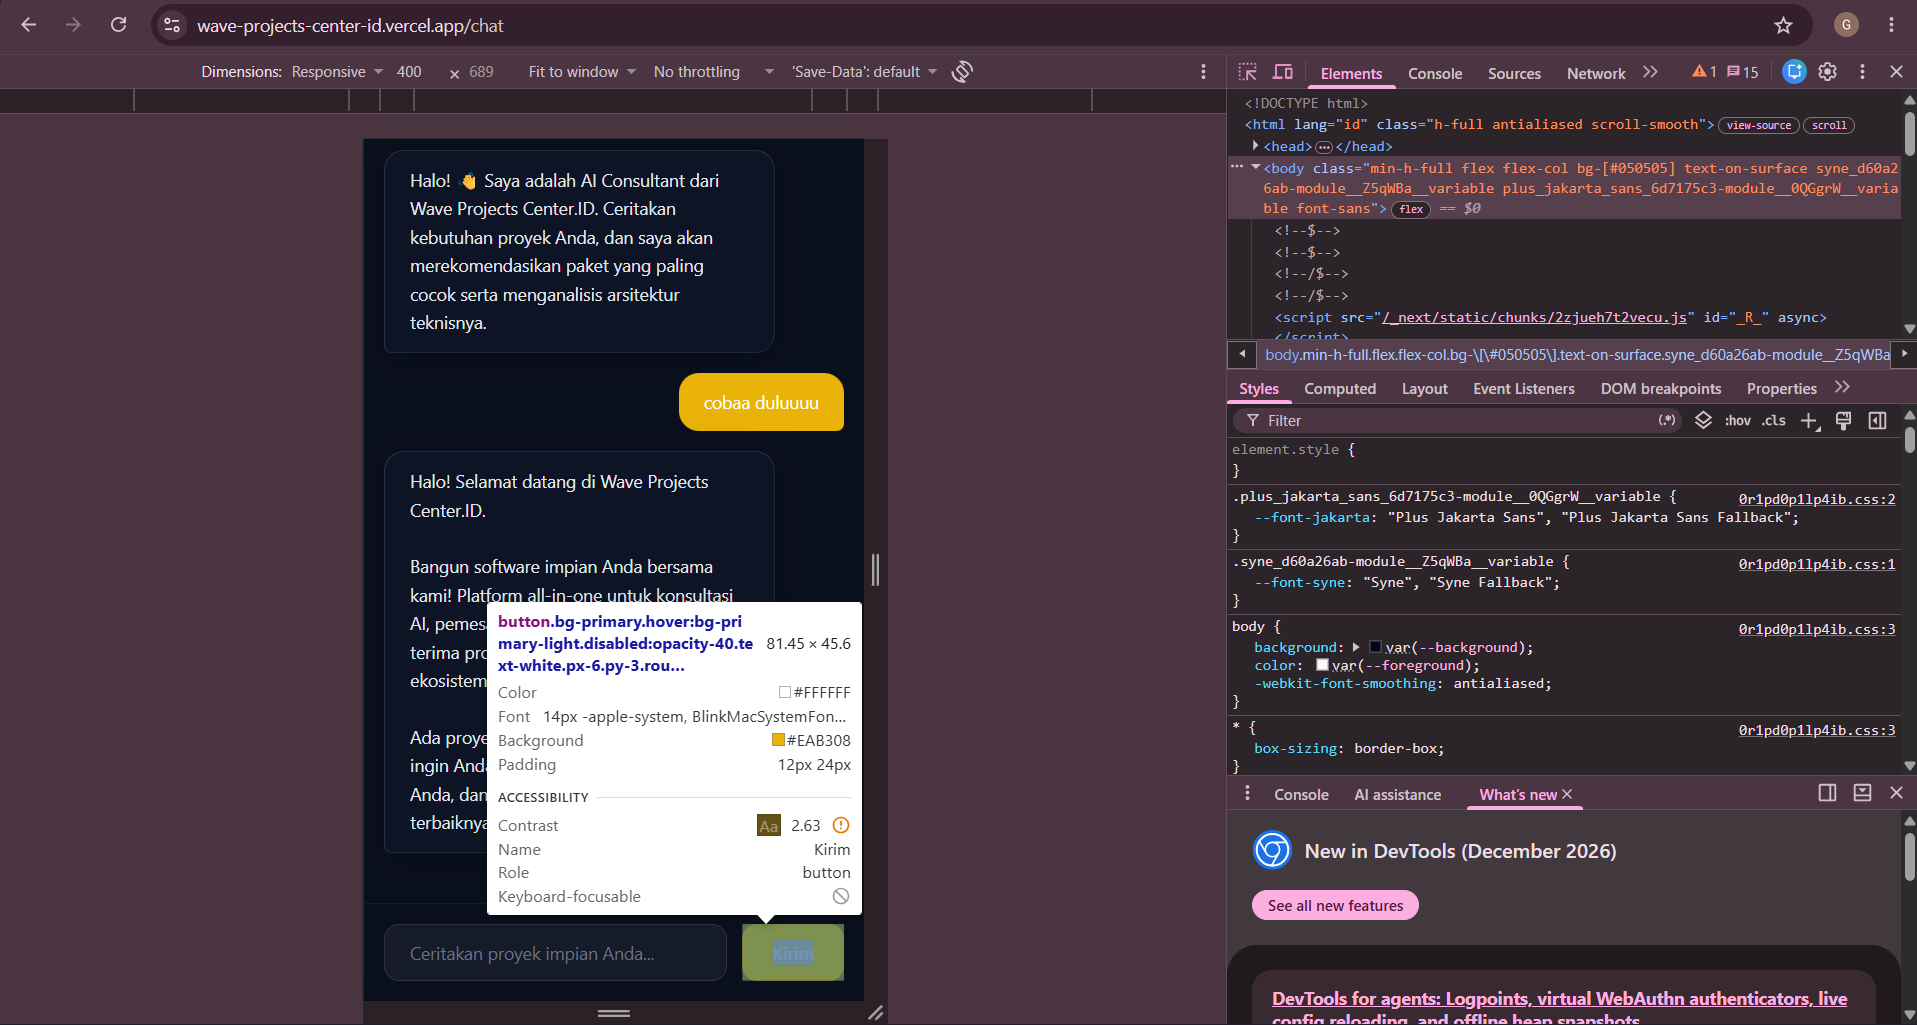 wave-projects-center-id.vercel.app/chat
G
Dimensions: Responsive 400 × 689 Fit to window No throttling 'Save-Data': default
Elements Console Sources Network 1 15
Halo! 👋 Saya adalah AI Consultant dari
Wave Projects Center.ID. Ceritakan
kebutuhan proyek Anda, dan saya akan
merekomendasikan paket yang paling
cocok serta menganalisis arsitektur
teknisnya.
cobaa duluuuu
Halo! Selamat datang di Wave Projects
Center.ID.
Bangun software impian Anda bersama
kami! Platform all-in-one untuk konsultasi
AI, pemes
terima pro
ekosistem
Ada proye
ingin Anda
Anda, dan
terbaiknya
button.bg-primary.hover:bg-pri
mary-light.disabled:opacity-40.te
xt-white.px-6.py-3.rou...
81.45 × 45.6
Color #FFFFFF
Font 14px -apple-system, BlinkMacSystemFon...
Background #EAB308
Padding 12px 24px
ACCESSIBILITY
Contrast Aa 2.63
Name Kirim
Role button
Keyboard-focusable
Ceritakan proyek impian Anda...
Kirim
<!DOCTYPE html>
<html lang="id" class="h-full antialiased scroll-smooth"> view-source scroll
<head> ••• </head>
<body class="min-h-full flex flex-col bg-[#050505] text-on-surface syne_d60a2
6ab-module__Z5qWBa__variable plus_jakarta_sans_6d7175c3-module__0QGgrW__varia
ble font-sans"> flex == $0
<!--$-->
<!--$-->
<!--/$-->
<!--/$-->
<script src="/_next/static/chunks/2zjueh7t2vecu.js" id="_R_" async>
</script>
body.min-h-full.flex.flex-col.bg-\[\#050505\].text-on-surface.syne_d60a26ab-module__Z5qWBa
Styles Computed Layout Event Listeners DOM breakpoints Properties
Filter :hov .cls
element.style {
}
.plus_jakarta_sans_6d7175c3-module__0QGgrW__variable { 0r1pd0p1lp4ib.css:2
--font-jakarta: "Plus Jakarta Sans", "Plus Jakarta Sans Fallback";
}
.syne_d60a26ab-module__Z5qWBa__variable { 0r1pd0p1lp4ib.css:1
--font-syne: "Syne", "Syne Fallback";
}
body { 0r1pd0p1lp4ib.css:3
background: var(--background);
color: var(--foreground);
-webkit-font-smoothing: antialiased;
}
* { 0r1pd0p1lp4ib.css:3
box-sizing: border-box;
}
Console AI assistance What's new
New in DevTools (December 2026)
See all new features
DevTools for agents: Logpoints, virtual WebAuthn authenticators, live
config reloading, and offline heap snapshots